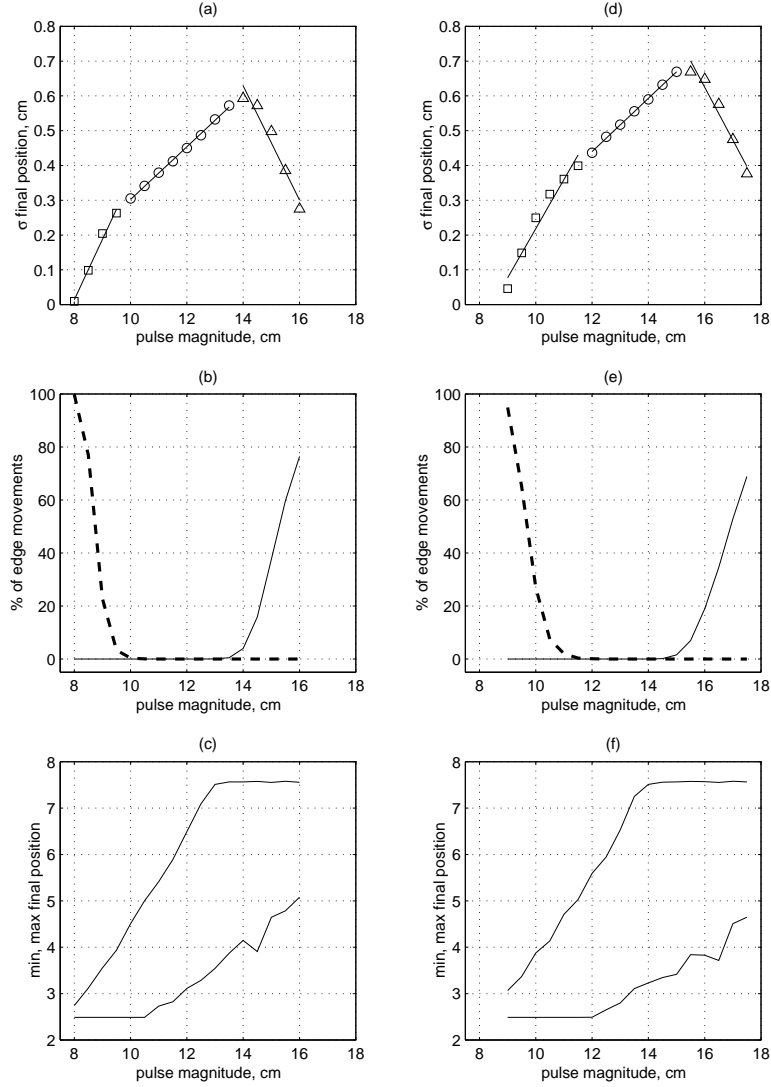 (a)
0.8
0.7
0.6
0.5
0.4
0.3
0.2
0.1
0
σ final position, cm
8 10 12 14 16 18
pulse magnitude, cm
(d)
0.8
0.7
0.6
0.5
0.4
0.3
0.2
0.1
0
σ final position, cm
8 10 12 14 16 18
pulse magnitude, cm
(b)
100
80
60
40
20
0
% of edge movements
8 10 12 14 16 18
pulse magnitude, cm
(e)
100
80
60
40
20
0
% of edge movements
8 10 12 14 16 18
pulse magnitude, cm
(c)
8
7
6
5
4
3
2
min, max final position
8 10 12 14 16 18
pulse magnitude, cm
(f)
8
7
6
5
4
3
2
min, max final position
8 10 12 14 16 18
pulse magnitude, cm